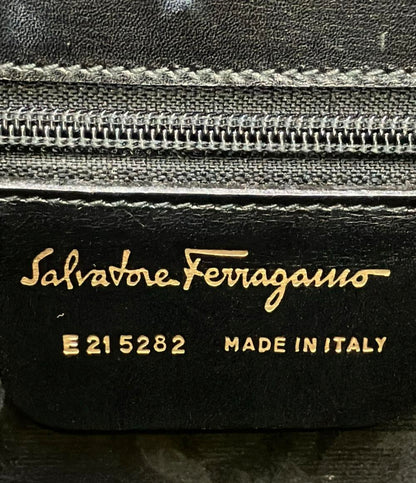 Salvatore Ferragamo
E 21 5282 MADE IN ITALY